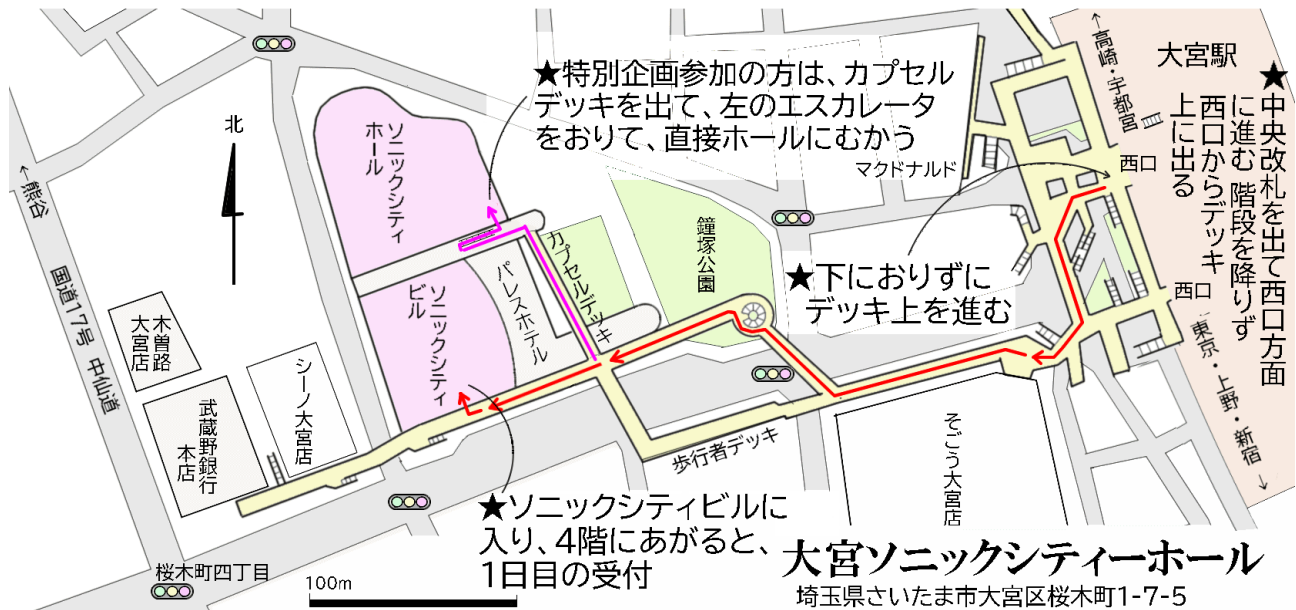 ★特別企画参加の方は、カプセル
デッキを出て、左のエスカレータ
をおりて、直接ホールにむかう
←高崎・宇都宮
大宮駅
★中央改札を出て西口方面
に進む 階段を降りず
西口からデッキ
上に出る
西口
マクドナルド
北
ソニックシティ
ホール
←熊谷
国道17号 中仙道
カプセルデッキ
鐘塚公園
パレスホテル
ソニックシティ
ビル
★下におりずに
デッキ上を進む
西口
東京・上野・新宿→
木曽路
大宮店
シーノ大宮店
武蔵野銀行
本店
そごう大宮店
歩行者デッキ
★ソニックシティビルに
入り、4階にあがると、
1日目の受付
桜木町四丁目
100m
大宮ソニックシティーホール
埼玉県さいたま市大宮区桜木町1-7-5